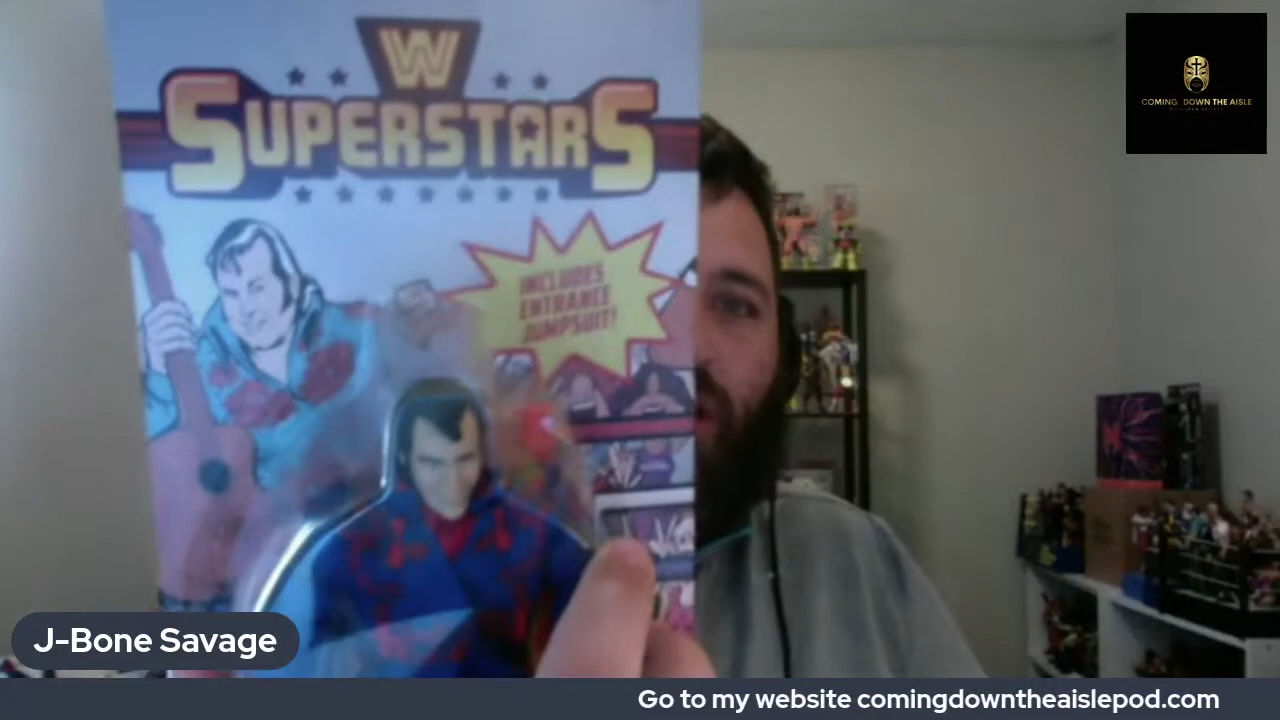 W
SUPERSTARS
INCLUDES
ENTRANCE
JUMPSUIT!
COMING DOWN THE AISLE
J-Bone Savage
Go to my website comingdowntheaislepod.com